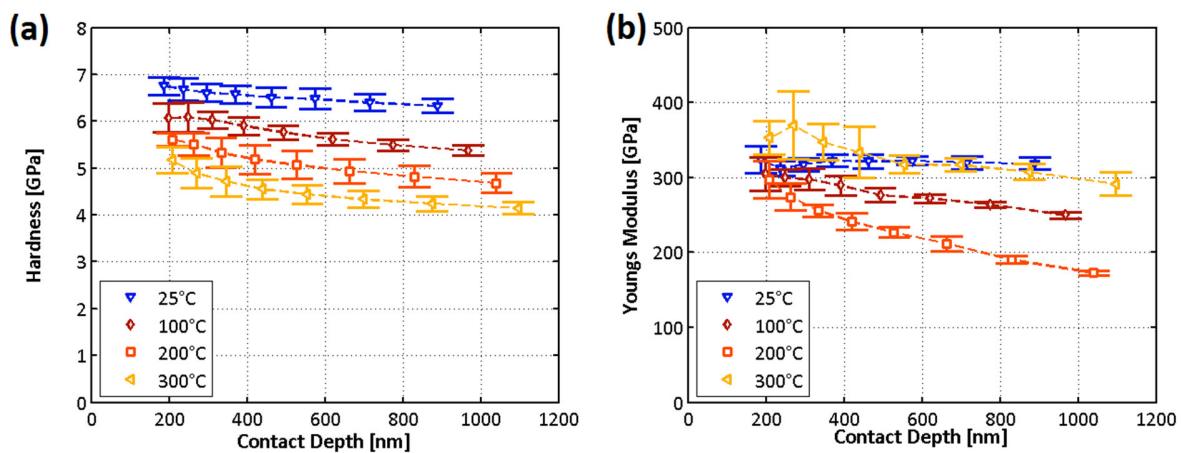 (a)
8
7
6
5
4
3
2
1
0
Hardness [GPa]
25°C
100°C
200°C
300°C
0 200 400 600 800 1000 1200
Contact Depth [nm]
(b)
500
400
300
200
100
0
Youngs Modulus [GPa]
25°C
100°C
200°C
300°C
0 200 400 600 800 1000 1200
Contact Depth [nm]